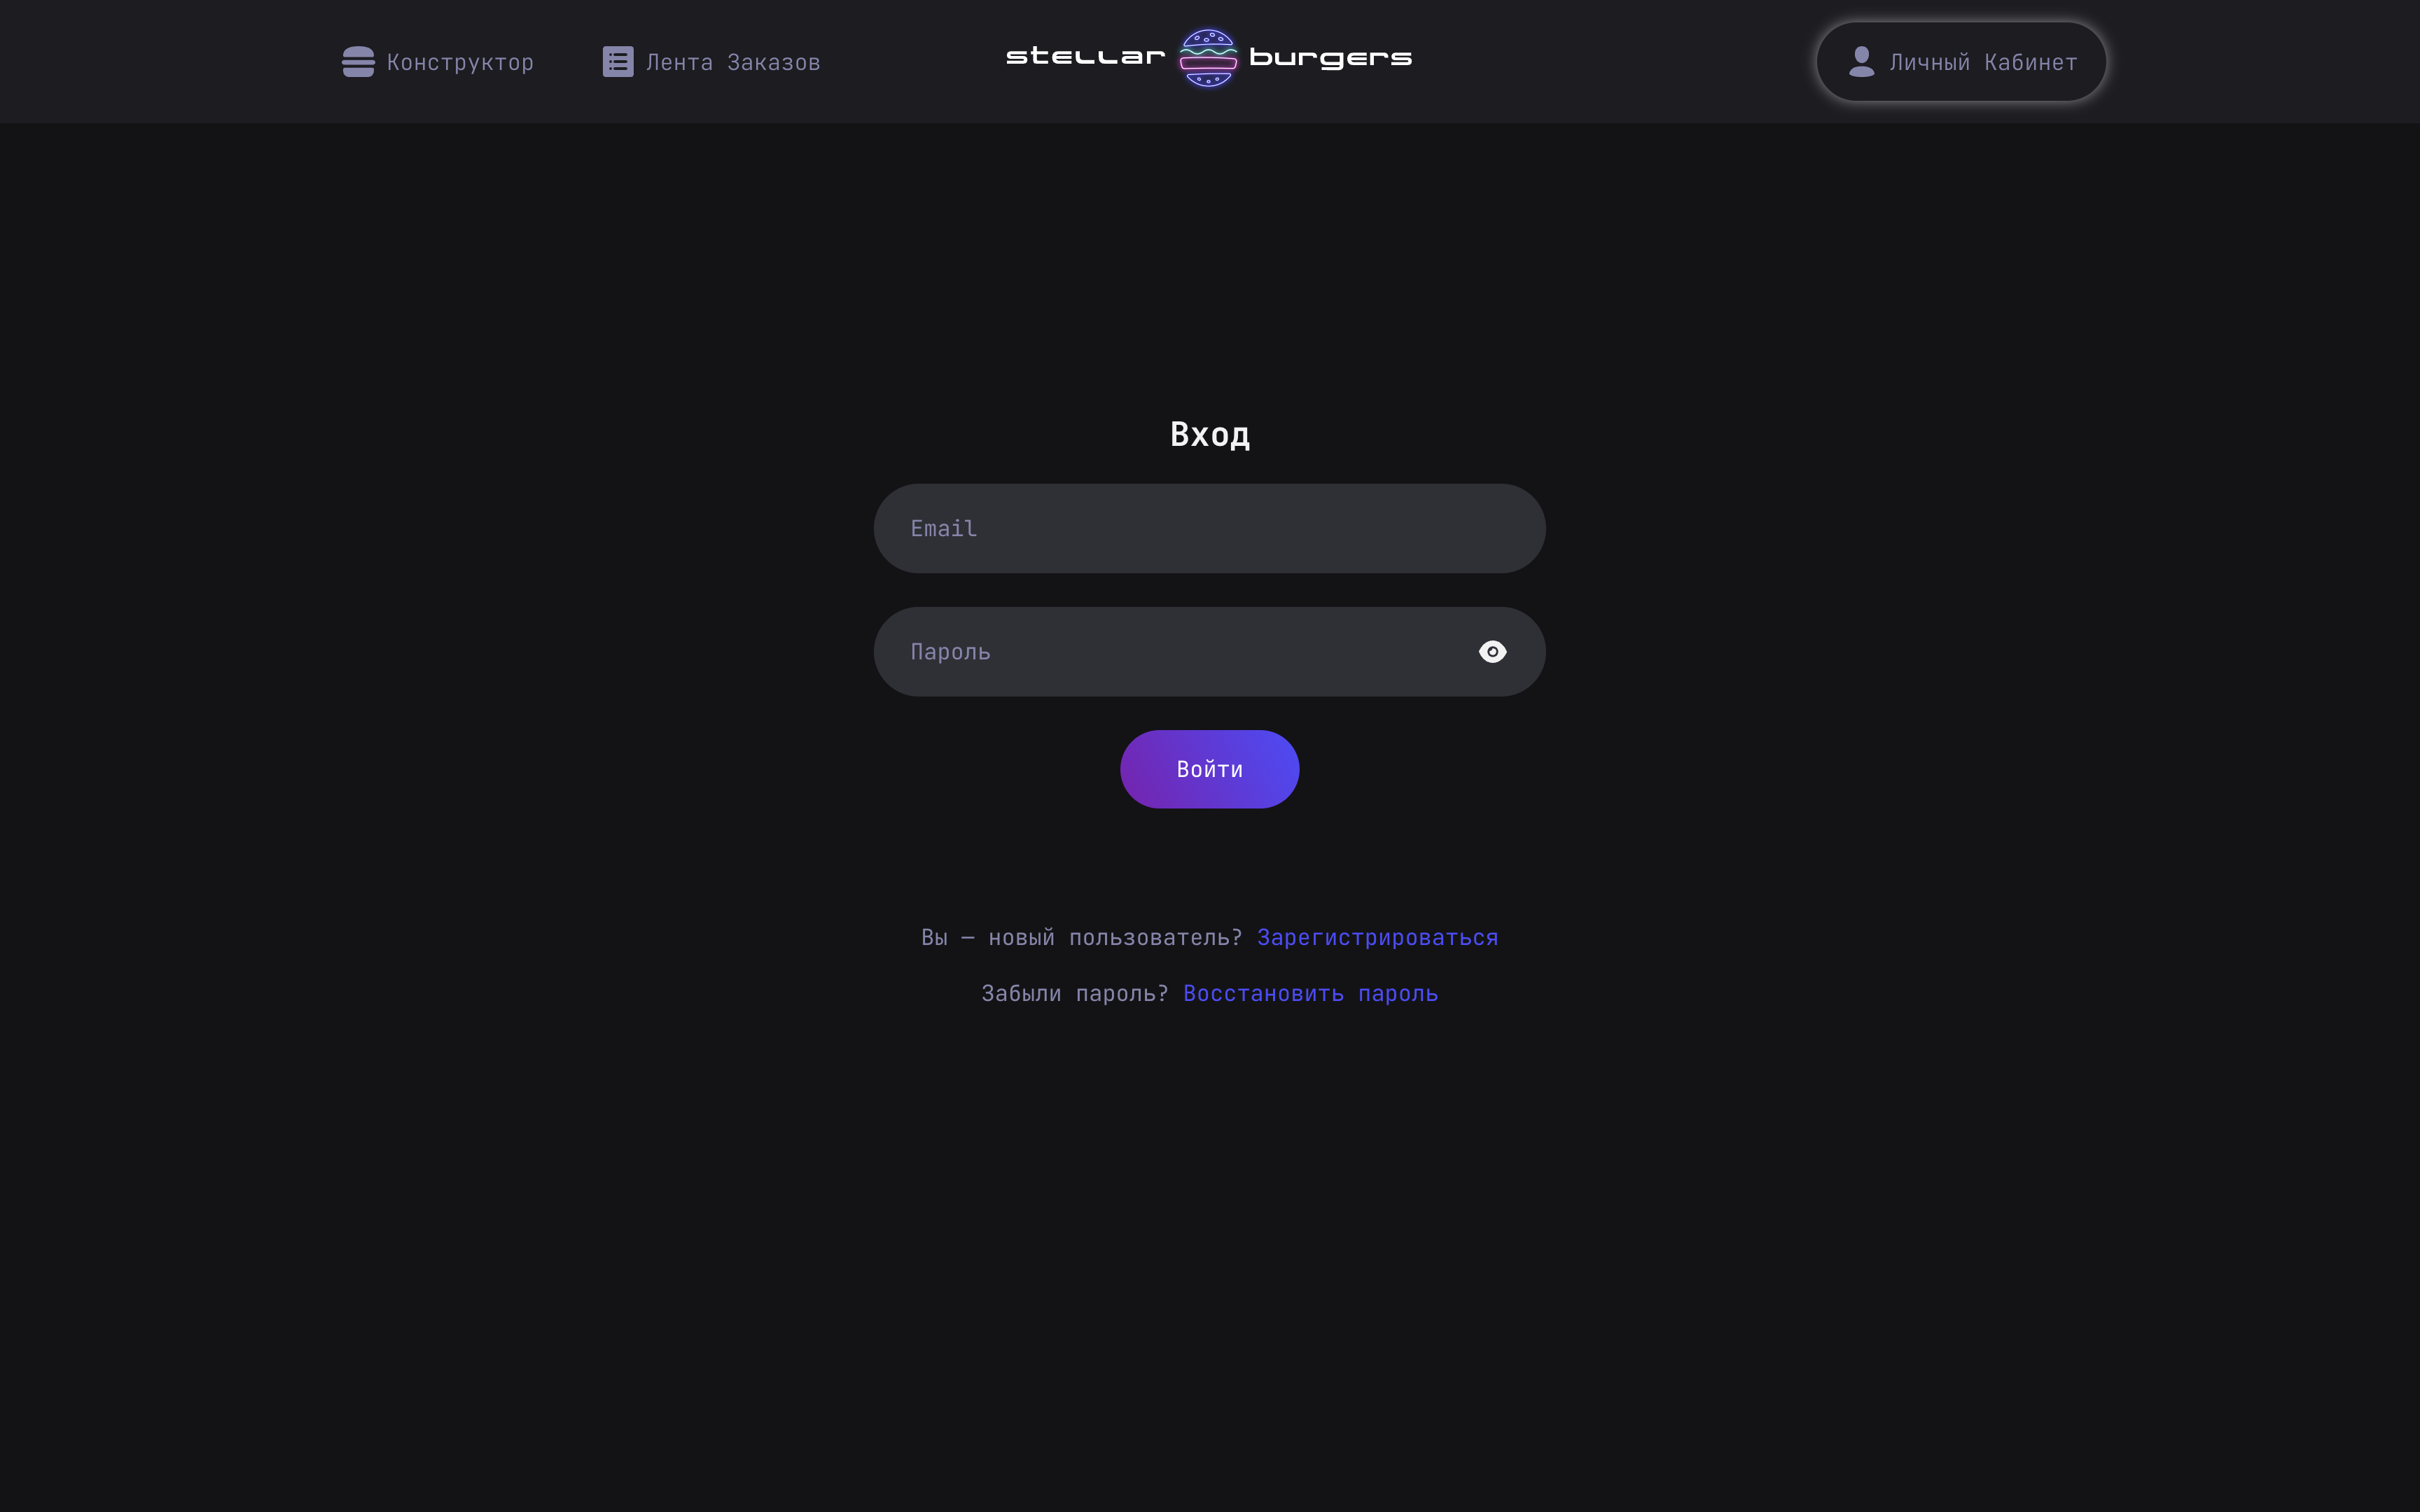 Конструктор
Лента Заказов
stellar burgers
Личный Кабинет
Вход
Email
Пароль
Войти
Вы — новый пользователь? Зарегистрироваться
Забыли пароль? Восстановить пароль